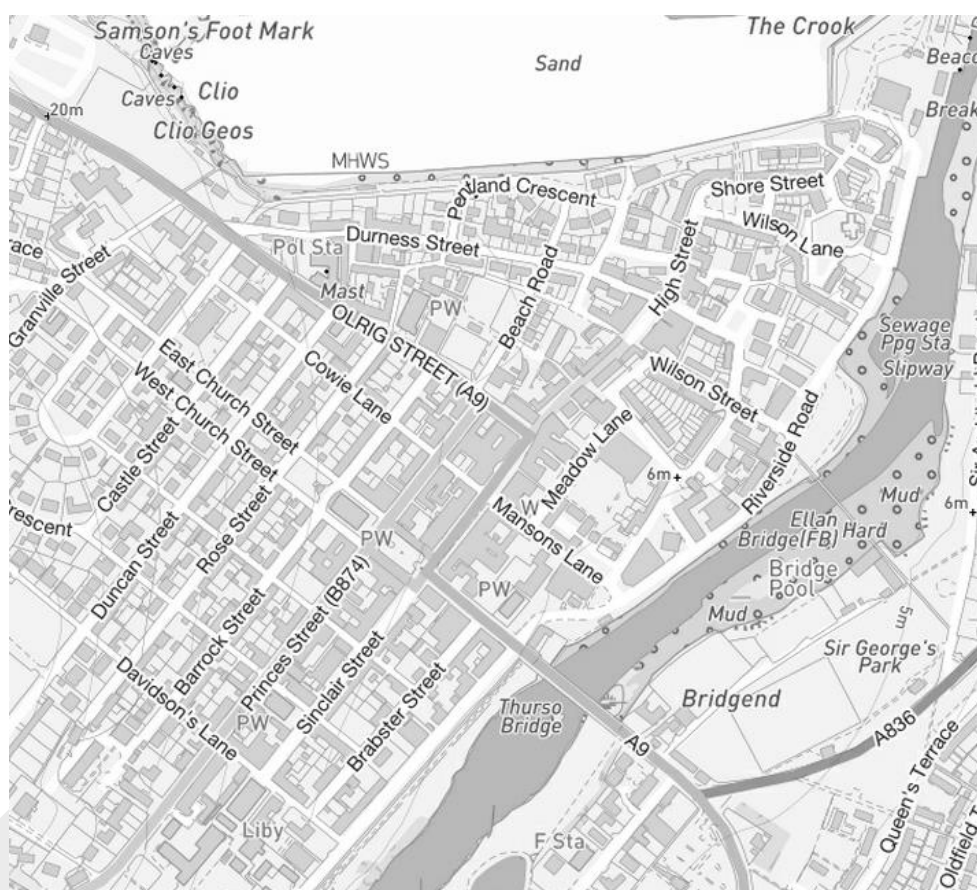 Samson's Foot Mark
Caves
Caves
Clio
Clio Geos
20m
Sand
The Crook
MHWS
Pentland Crescent
Shore Street
Wilson Lane
Durness Street
Pol Sta
Mast
PW
Beach Road
High Street
Granville Street
OLRIG STREET (A9)
Cowie Lane
East Church Street
West Church Street
Castle Street
Wilson Street
Sewage
Ppg Sta
Slipway
Riverside Road
Meadow Lane
6m
Mansons Lane
W
PW
PW
Rose Street
Duncan Street
Ellan
Bridge(FB)
Hard
Mud
6m
Bridge
Pool
Mud
5m
Sir George's
Park
Princes Street (B874)
Barrock Street
Sinclair Street
Davidson's Lane
PW
Brabster Street
Thurso
Bridge
Bridgend
A9
A836
Queen's Terrace
Liby
F Sta